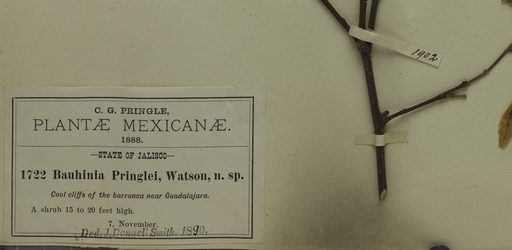 1902
C. G. PRINGLE,
PLANTÆ MEXICANÆ.
1888.
—STATE OF JALISCO—
1722 Bauhinia Pringlei, Watson, n. sp.
Cool cliffs of the barranca near Guadalajara.
A shrub 15 to 20 feet high.
7, November.
Ded. J. Donnell Smith. 1890.